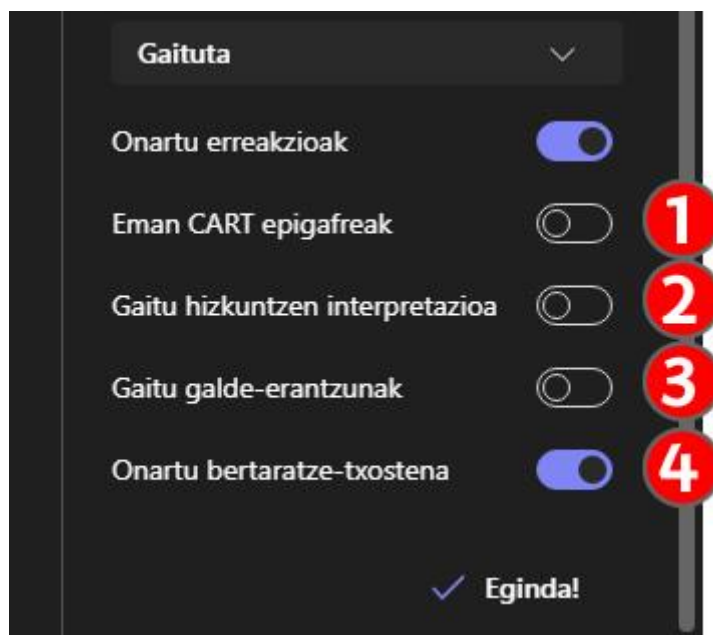 Gaituta
Onartu erreakzioak
Eman CART epigafreak 1
Gaitu hizkuntzen interpretazioa 2
Gaitu galde-erantzunak 3
Onartu bertaratze-txostena 4
Eginda!